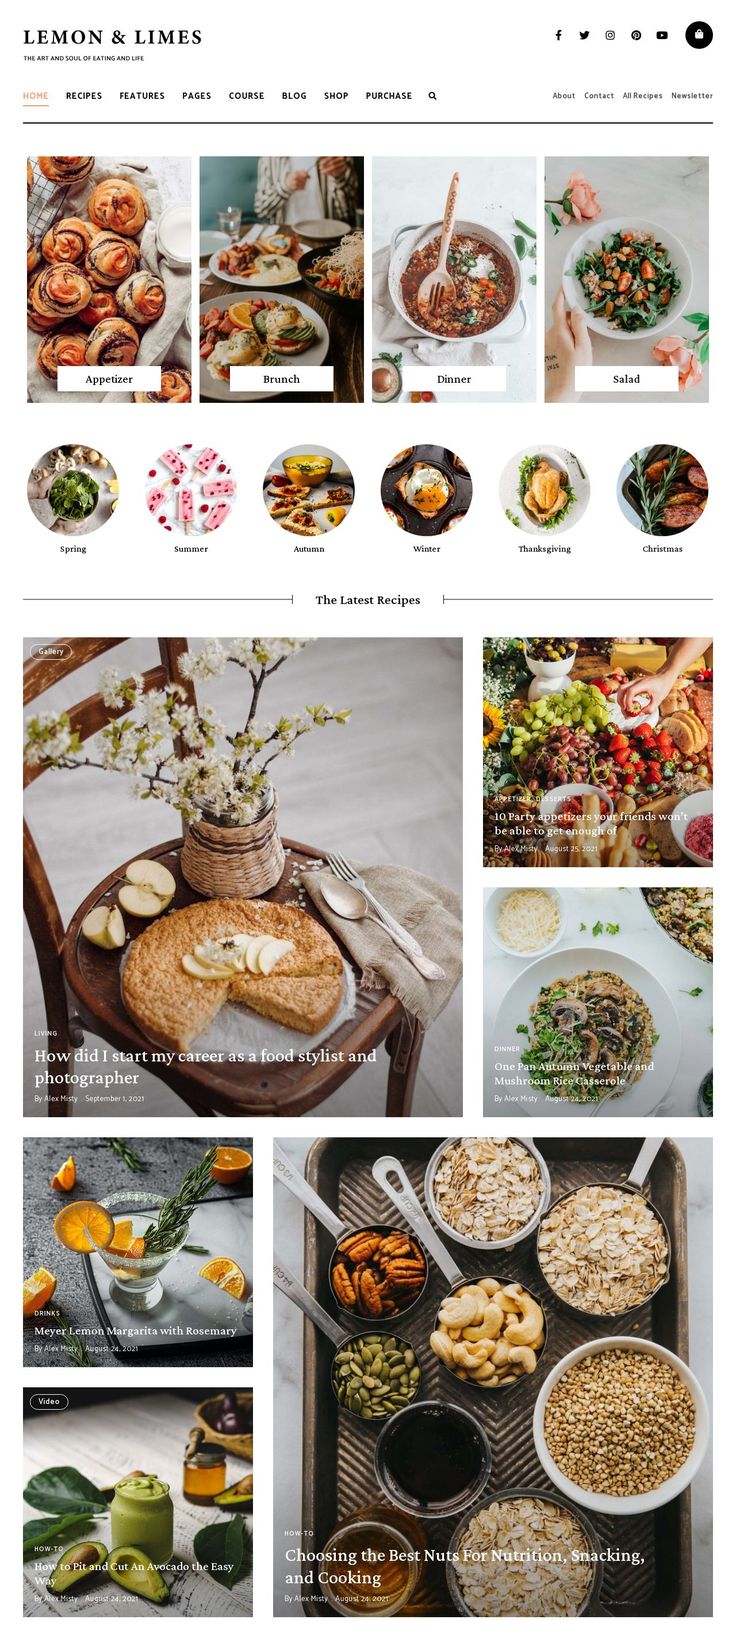 LEMON & LIMES
THE ART AND SOUL OF EATING AND LIFE
HOME RECIPES FEATURES PAGES COURSE BLOG SHOP PURCHASE
About Contact All Recipes Newsletter
Appetizer
Brunch
Dinner
Salad
Spring
Summer
Autumn
Winter
Thanksgiving
Christmas
The Latest Recipes
Gallery
LIVING
How did I start my career as a food stylist and
photographer
By Alex Misty . September 1, 2021
APPETIZER, DESSERTS
10 Party appetizers your friends won't
be able to get enough of
By Alex Misty . August 25, 2021
DINNER
One Pan Autumn Vegetable and
Mushroom Rice Casserole
By Alex Misty . August 24, 2021
DRINKS
Meyer Lemon Margarita with Rosemary
By Alex Misty . August 24, 2021
Video
HOW-TO
How to Pit and Cut An Avocado the Easy
Way
By Alex Misty . August 24, 2021
HOW-TO
Choosing the Best Nuts For Nutrition, Snacking,
and Cooking
By Alex Misty . August 24, 2021